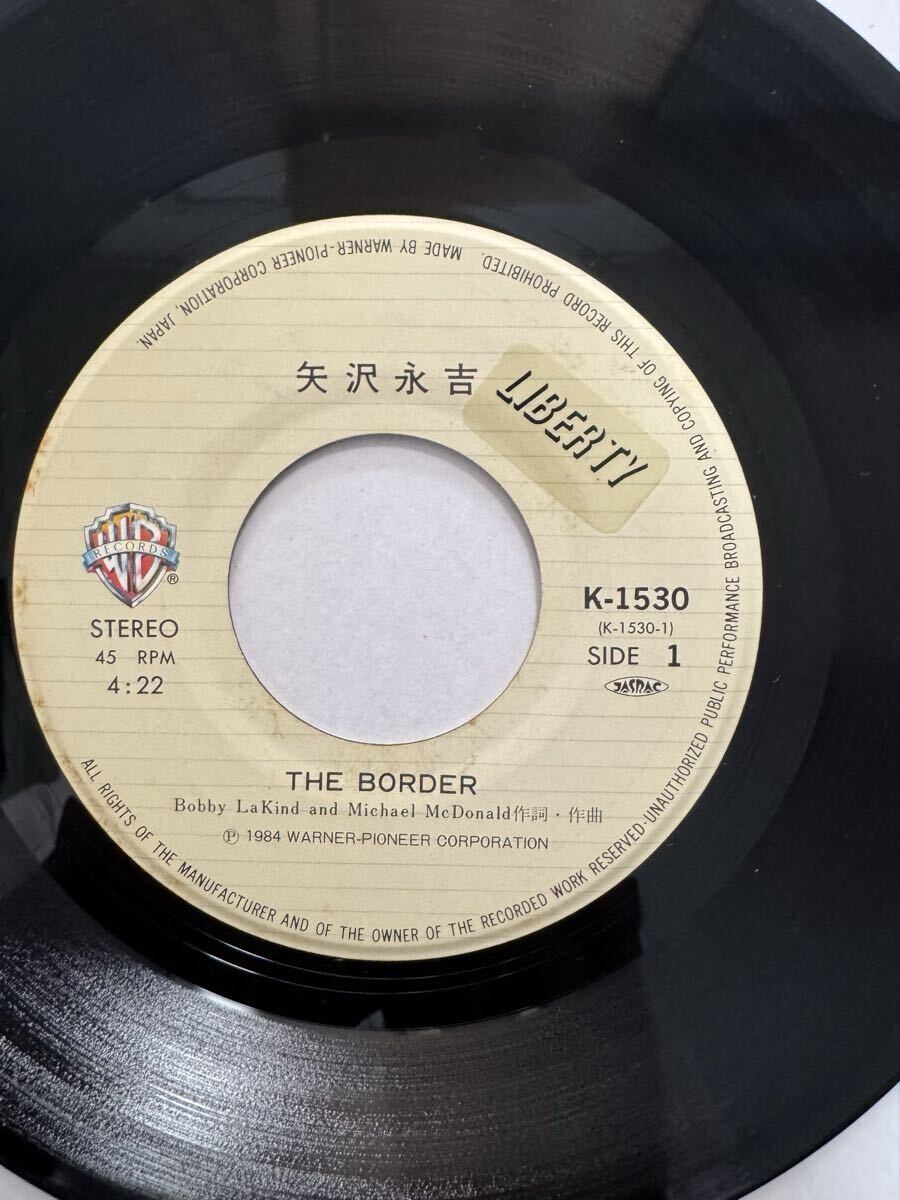 矢沢永吉
LIBERTY
WB
RECORDS
®
STEREO
45 RPM
4:22
K-1530
(K-1530-1)
SIDE 1
JASRAC
THE BORDER
Bobby LaKind and Michael McDonald作詞・作曲
Ⓟ 1984 WARNER-PIONEER CORPORATION
ALL RIGHTS OF THE MANUFACTURER AND OF THE OWNER OF THE RECORDED WORK RESERVED·UNAUTHORIZED PUBLIC PERFORMANCE BROADCASTING AND COPYING OF THIS RECORD PROHIBITED. MADE BY WARNER-PIONEER CORPORATION, JAPAN.